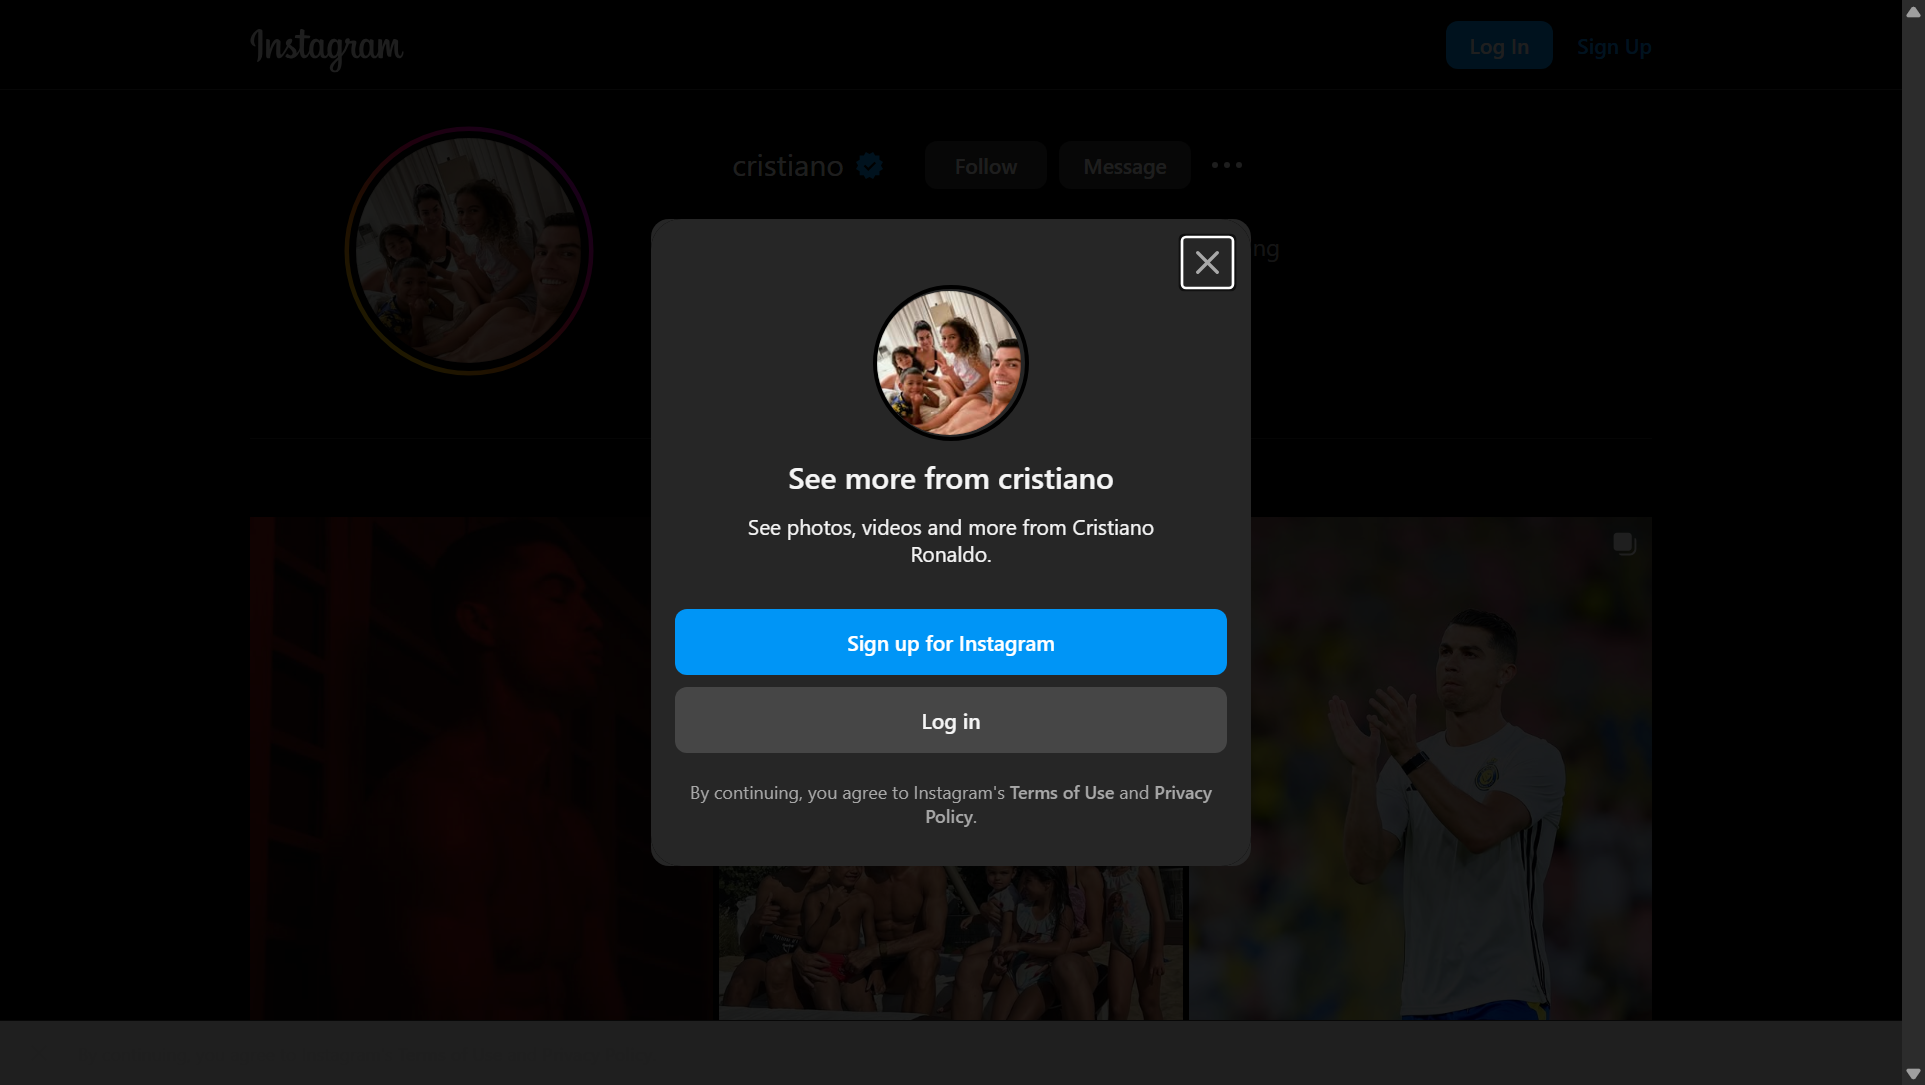 Instagram
Log In
Sign Up
cristiano
Follow
Message
ng
See more from cristiano
See photos, videos and more from Cristiano
Ronaldo.
Sign up for Instagram
Log in
By continuing, you agree to Instagram's Terms of Use and Privacy
Policy.